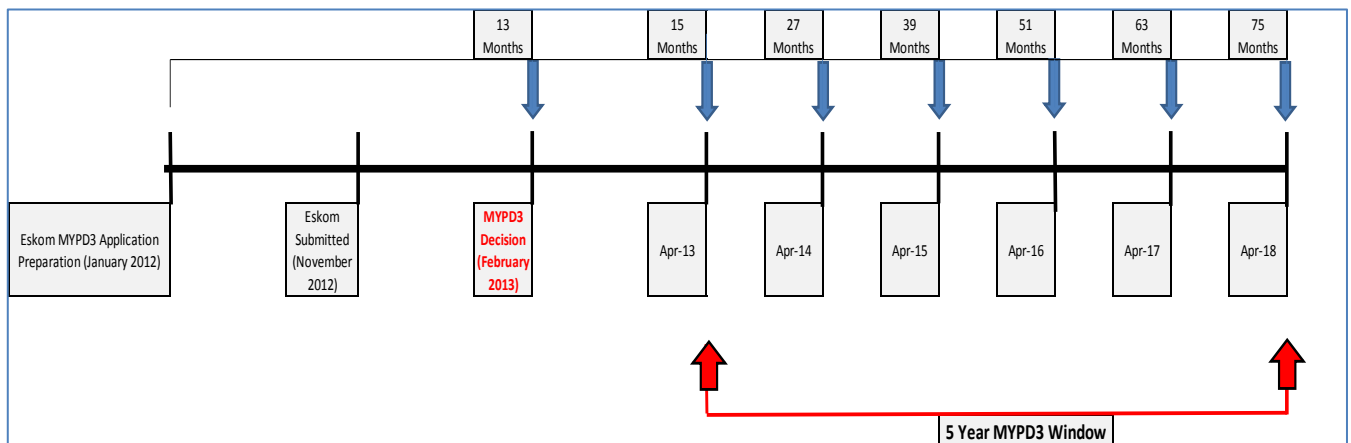 13
Months
15
Months
27
Months
39
Months
51
Months
63
Months
75
Months
Eskom MYPD3 Application
Preparation (January 2012)
Eskom
Submitted
(November
2012)
MYPD3
Decision
(February
2013)
Apr-13
Apr-14
Apr-15
Apr-16
Apr-17
Apr-18
5 Year MYPD3 Window